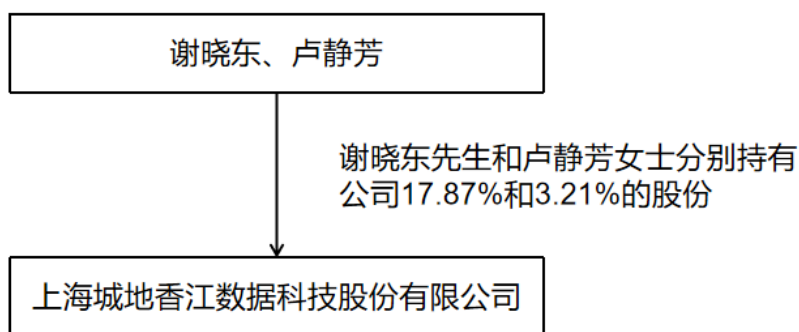 谢晓东、卢静芳
谢晓东先生和卢静芳女士分别持有
公司17.87%和3.21%的股份
上海城地香江数据科技股份有限公司